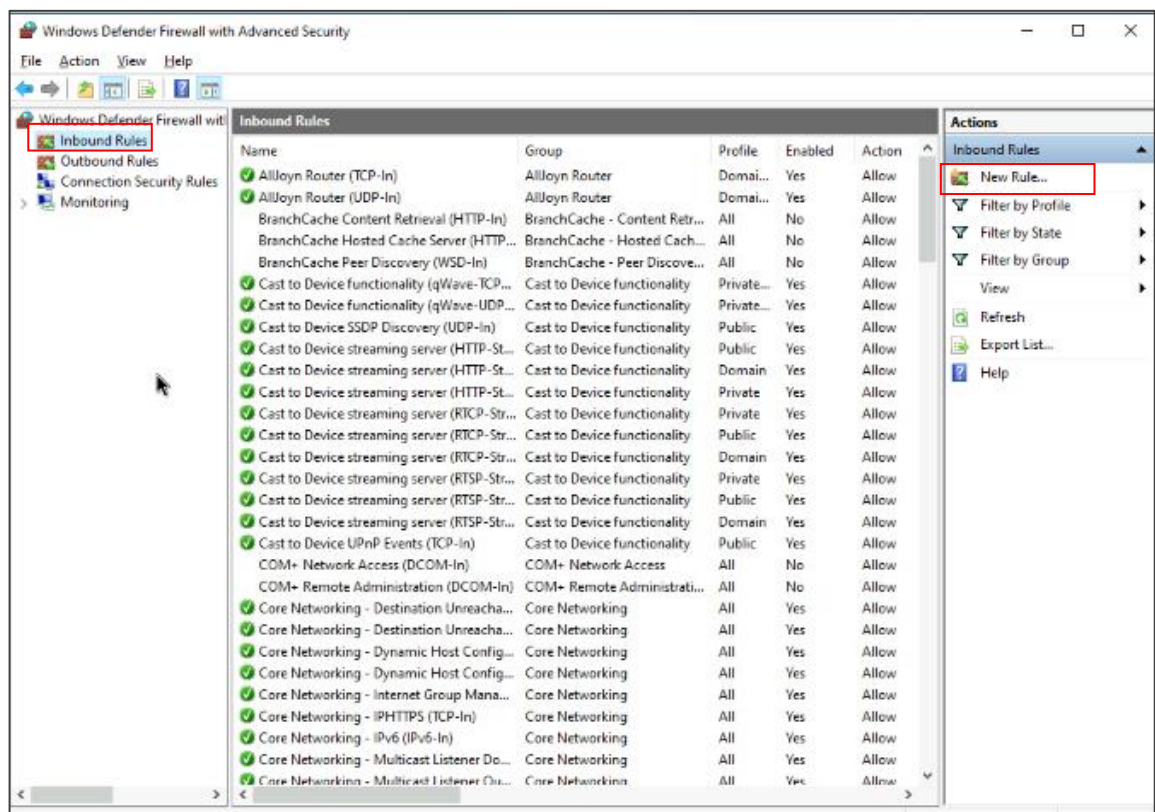 Windows Defender Firewall with Advanced Security
File Action View Help
Windows Defender Firewall wit
Inbound Rules
Outbound Rules
Connection Security Rules
Monitoring
Inbound Rules
Name Group Profile Enabled Action
AllJoyn Router (TCP-In) AllJoyn Router Domai... Yes Allow
AllJoyn Router (UDP-In) AllJoyn Router Domai... Yes Allow
BranchCache Content Retrieval (HTTP-In) BranchCache - Content Retr... All No Allow
BranchCache Hosted Cache Server (HTTP... BranchCache - Hosted Cach... All No Allow
BranchCache Peer Discovery (WSD-In) BranchCache - Peer Discove... All No Allow
Cast to Device functionality (qWave-TCP... Cast to Device functionality Private... Yes Allow
Cast to Device functionality (qWave-UDP... Cast to Device functionality Private... Yes Allow
Cast to Device SSDP Discovery (UDP-In) Cast to Device functionality Public Yes Allow
Cast to Device streaming server (HTTP-St... Cast to Device functionality Public Yes Allow
Cast to Device streaming server (HTTP-St... Cast to Device functionality Domain Yes Allow
Cast to Device streaming server (HTTP-St... Cast to Device functionality Private Yes Allow
Cast to Device streaming server (RTCP-Str... Cast to Device functionality Private Yes Allow
Cast to Device streaming server (RTCP-Str... Cast to Device functionality Public Yes Allow
Cast to Device streaming server (RTCP-Str... Cast to Device functionality Domain Yes Allow
Cast to Device streaming server (RTSP-Str... Cast to Device functionality Private Yes Allow
Cast to Device streaming server (RTSP-Str... Cast to Device functionality Public Yes Allow
Cast to Device streaming server (RTSP-Str... Cast to Device functionality Domain Yes Allow
Cast to Device UPnP Events (TCP-In) Cast to Device functionality Public Yes Allow
COM+ Network Access (DCOM-In) COM+ Network Access All No Allow
COM+ Remote Administration (DCOM-In) COM+ Remote Administrati... All No Allow
Core Networking - Destination Unreacha... Core Networking All Yes Allow
Core Networking - Destination Unreacha... Core Networking All Yes Allow
Core Networking - Dynamic Host Config... Core Networking All Yes Allow
Core Networking - Dynamic Host Config... Core Networking All Yes Allow
Core Networking - Internet Group Mana... Core Networking All Yes Allow
Core Networking - IPHTTPS (TCP-In) Core Networking All Yes Allow
Core Networking - IPv6 (IPv6-In) Core Networking All Yes Allow
Core Networking - Multicast Listener Do... Core Networking All Yes Allow
Core Networking - Multicast Listener Qu... Core Networking All Yes Allow
Actions
Inbound Rules
New Rule...
Filter by Profile
Filter by State
Filter by Group
View
Refresh
Export List...
Help